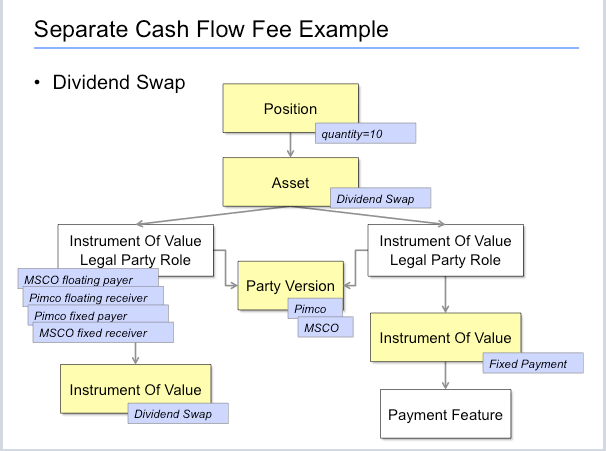 Separate Cash Flow Fee Example
• Dividend Swap
Position
quantity=10
Asset
Dividend Swap
Instrument Of Value
Legal Party Role
MSCO floating payer
Pimco floating receiver
Pimco fixed payer
MSCO fixed receiver
Party Version
Pimco
MSCO
Instrument Of Value
Legal Party Role
Instrument Of Value
Fixed Payment
Instrument Of Value
Dividend Swap
Payment Feature